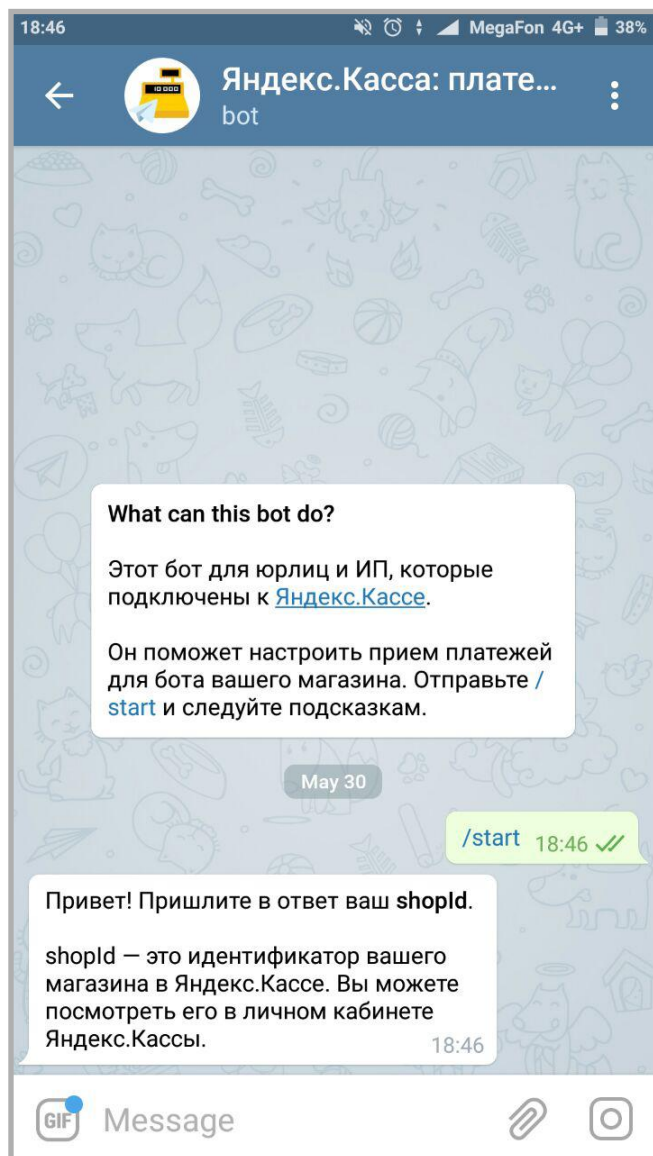 18:46 MegaFon 4G+ 38%
Яндекс.Касса: плате...
bot
What can this bot do?
Этот бот для юрлиц и ИП, которые
подключены к Яндекс.Кассе.
Он поможет настроить прием платежей
для бота вашего магазина. Отправьте /
start и следуйте подсказкам.
May 30
/start 18:46
Привет! Пришлите в ответ ваш shopId.
shopId — это идентификатор вашего
магазина в Яндекс.Кассе. Вы можете
посмотреть его в личном кабинете
Яндекс.Кассы. 18:46
GIF Message